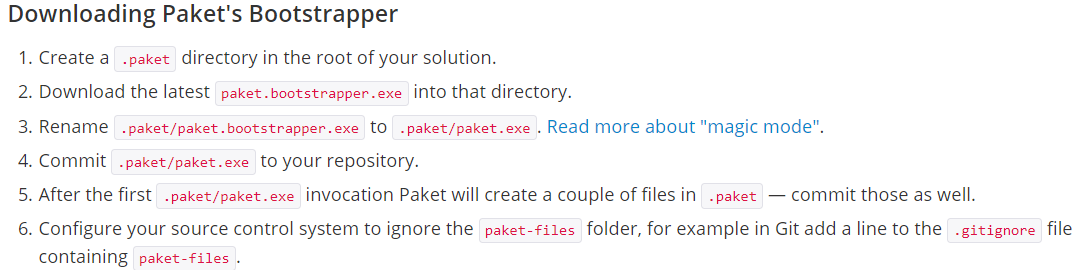 Downloading Paket's Bootstrapper
1. Create a .paket directory in the root of your solution.
2. Download the latest paket.bootstrapper.exe into that directory.
3. Rename .paket/paket.bootstrapper.exe to .paket/paket.exe. Read more about "magic mode".
4. Commit .paket/paket.exe to your repository.
5. After the first .paket/paket.exe invocation Paket will create a couple of files in .paket — commit those as well.
6. Configure your source control system to ignore the paket-files folder, for example in Git add a line to the .gitignore file
containing paket-files.